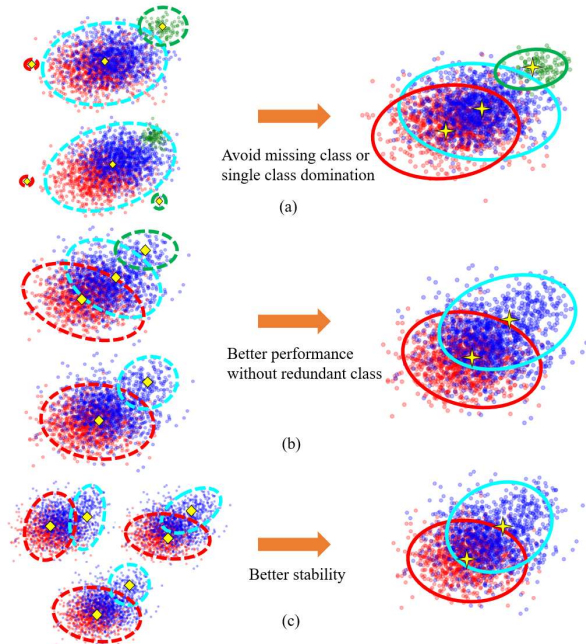 Avoid missing class or
single class domination
(a)
Better performance
without redundant class
(b)
Better stability
(c)